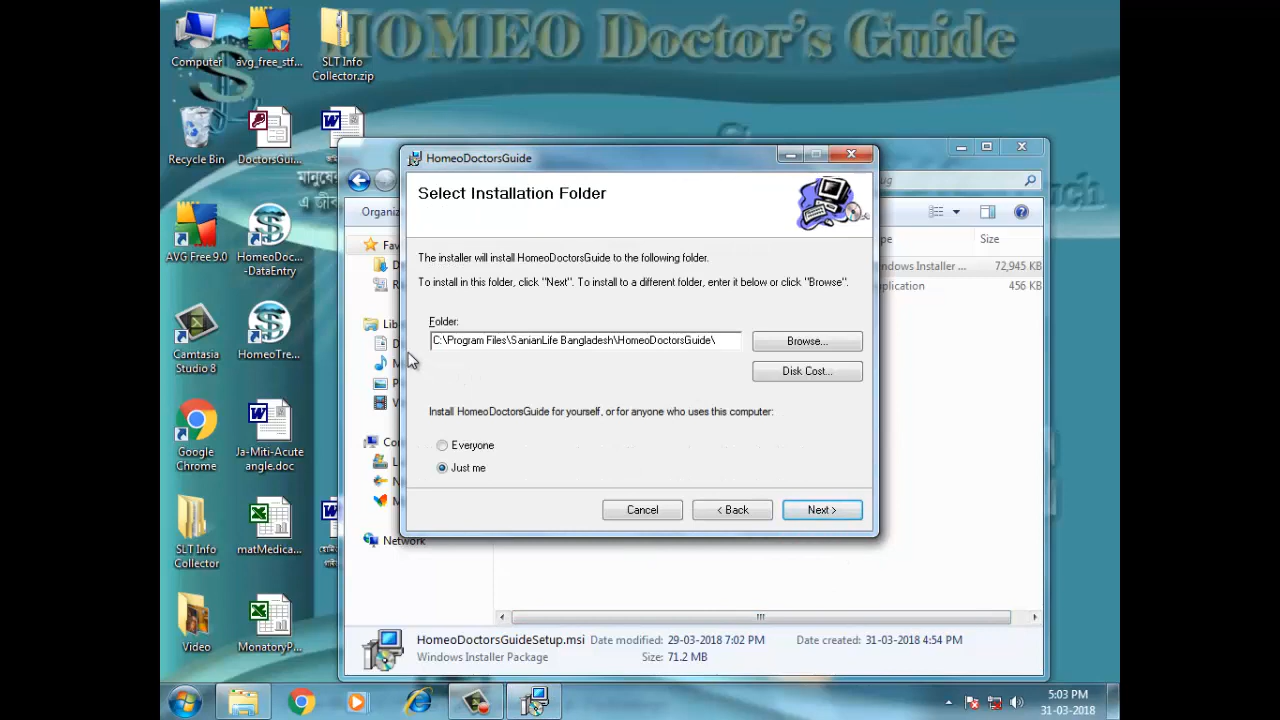 HOMEO Doctor's Guide
Computer
avg_free_stf...
SLT Info
Collector.zip
Recycle Bin
DoctorsGui...
AVG Free 9.0
HomeoDoc...
-DataEntry
Camtasia
Studio 8
HomeoTre...
Google
Chrome
Ja-Miti-Acute
angle.doc
SLT Info
Collector
matMedica...
Video
MonatoryP...
HomeoDoctorsGuide
Select Installation Folder
The installer will install HomeoDoctorsGuide to the following folder.
To install in this folder, click "Next". To install to a different folder, enter it below or click "Browse".
Folder:
C:\Program Files\SanianLife Bangladesh\HomeoDoctorsGuide\
Browse...
Disk Cost...
Install HomeoDoctorsGuide for yourself, or for anyone who uses this computer:
Everyone
Just me
Cancel
< Back
Next >
Organiz
Fav
Lib
Network
Size
ndows Installer ...
72,945 KB
plication
456 KB
HomeoDoctorsGuideSetup.msi
Date modified: 29-03-2018 7:02 PM
Date created: 31-03-2018 4:54 PM
Windows Installer Package
Size: 71.2 MB
5:03 PM
31-03-2018